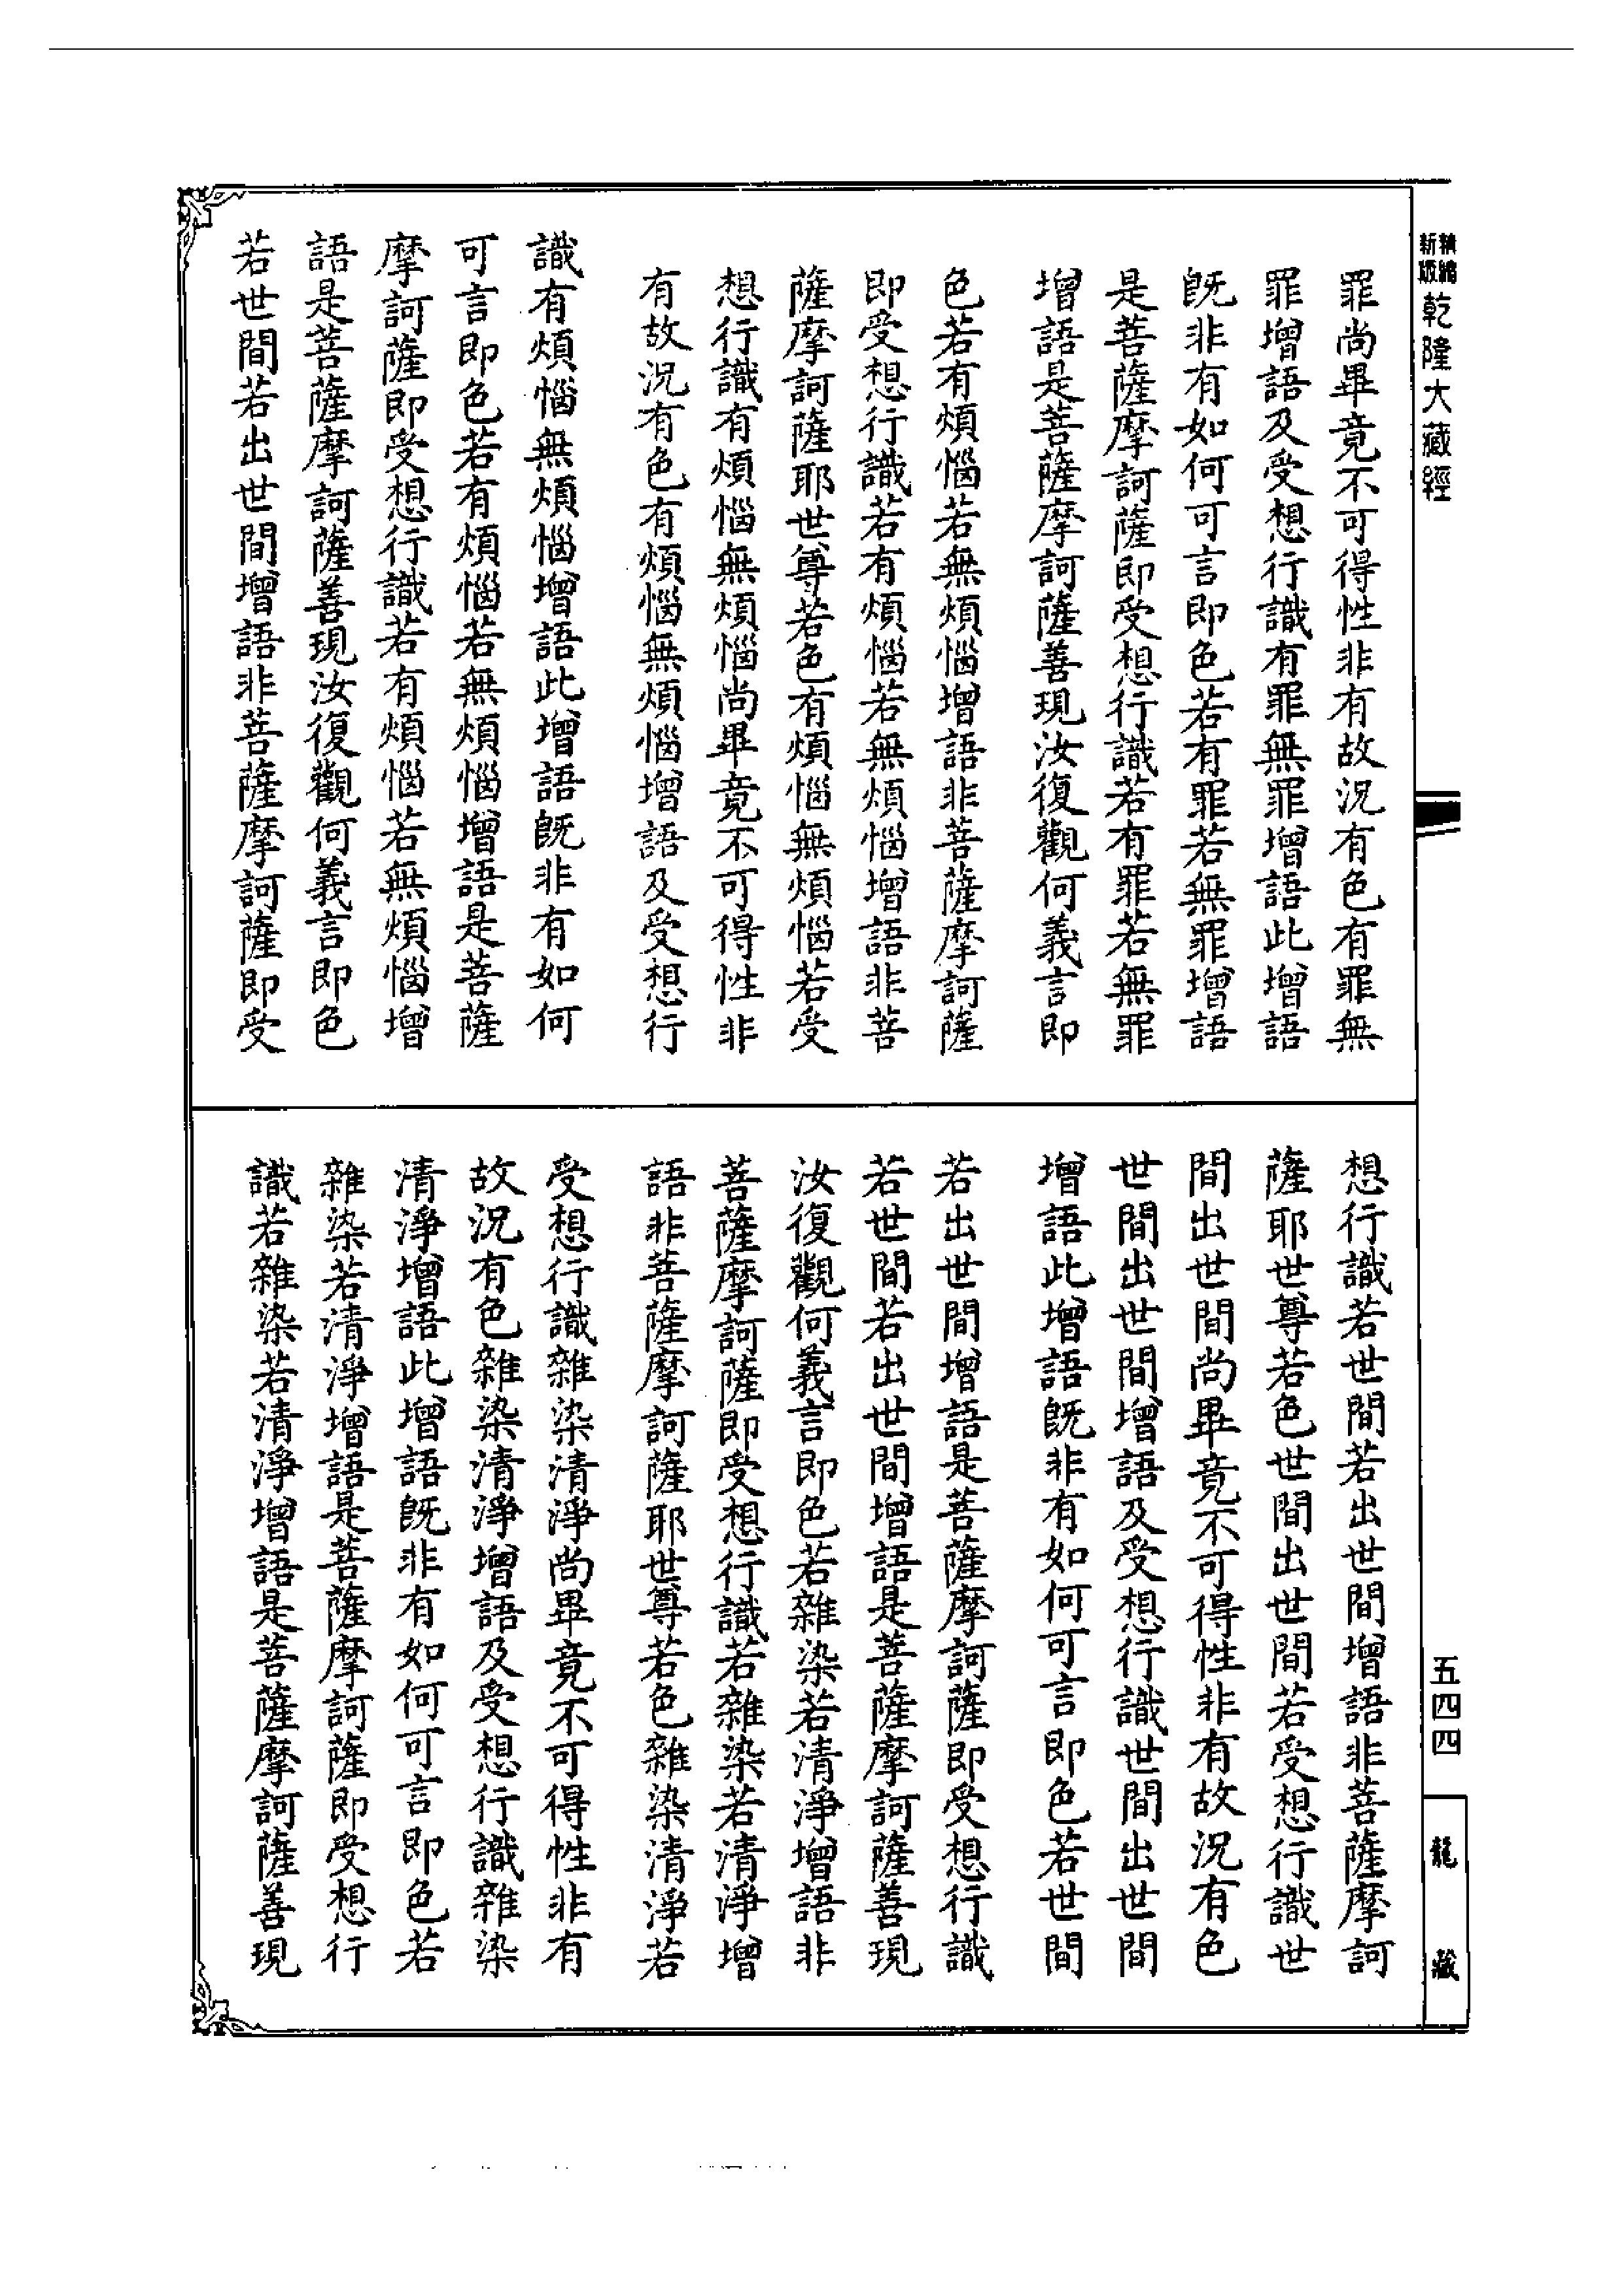 精縮
新版
乾隆大藏經
罪尚畢竟不可得性非有故況有色有罪無
罪增語及受想行識有罪無罪增語此增語
旣非有如何可言即色若有罪若無罪增語
是菩薩摩訶薩即受想行識若有罪若無罪
增語是菩薩摩訶薩善現汝復觀何義言即
色若有煩惱若無煩惱增語非菩薩摩訶薩
即受想行識若有煩惱若無煩惱增語非菩
薩摩訶薩耶世尊若色有煩惱無煩惱若受
想行識有煩惱無煩惱尚畢竟不可得性非
有故況有色有煩惱無煩惱增語及受想行
識有煩惱無煩惱增語此增語旣非有如何
可言即色若有煩惱若無煩惱增語是菩薩
摩訶薩即受想行識若有煩惱若無煩惱增
語是菩薩摩訶薩善現汝復觀何義言即色
若世間若出世間增語非菩薩摩訶薩即受
想行識若世間若出世間增語非菩薩摩訶
薩耶世尊若色世間出世間若受想行識世
間出世間尚畢竟不可得性非有故況有色
世間出世間增語及受想行識世間出世間
增語此增語旣非有如何可言即色若世間
若出世間增語是菩薩摩訶薩即受想行識
若世間若出世間增語是菩薩摩訶薩善現
汝復觀何義言即色若雜染若清淨增語非
菩薩摩訶薩即受想行識若雜染若清淨增
語非菩薩摩訶薩耶世尊若色雜染清淨若
受想行識雜染清淨尚畢竟不可得性非有
故況有色雜染清淨增語及受想行識雜染
清淨增語此增語旣非有如何可言即色若
雜染若清淨增語是菩薩摩訶薩即受想行
識若雜染若清淨增語是菩薩摩訶薩善現
五四四
龍藏